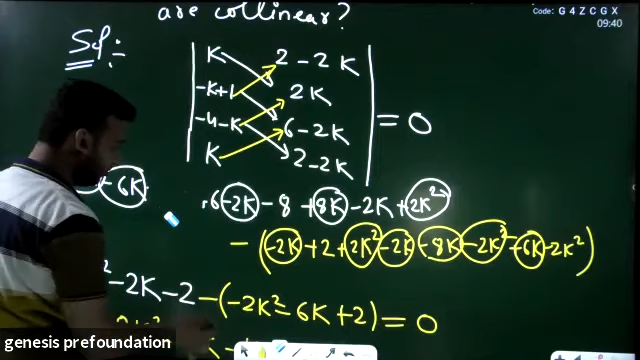 are collinear?
Code: G 4 Z C G X
09:40
Sol:-
K 2-2K
-K+1 2K
-4-K 6-2K
K 2-2K
= 0
-6K
6-2K-8+8K-2K+2K²
-(-2K+2+2K²-2K-8K-2K²-6K-2K²)
²-2K-2-(-2K²-6K+2)=0
genesis prefoundation